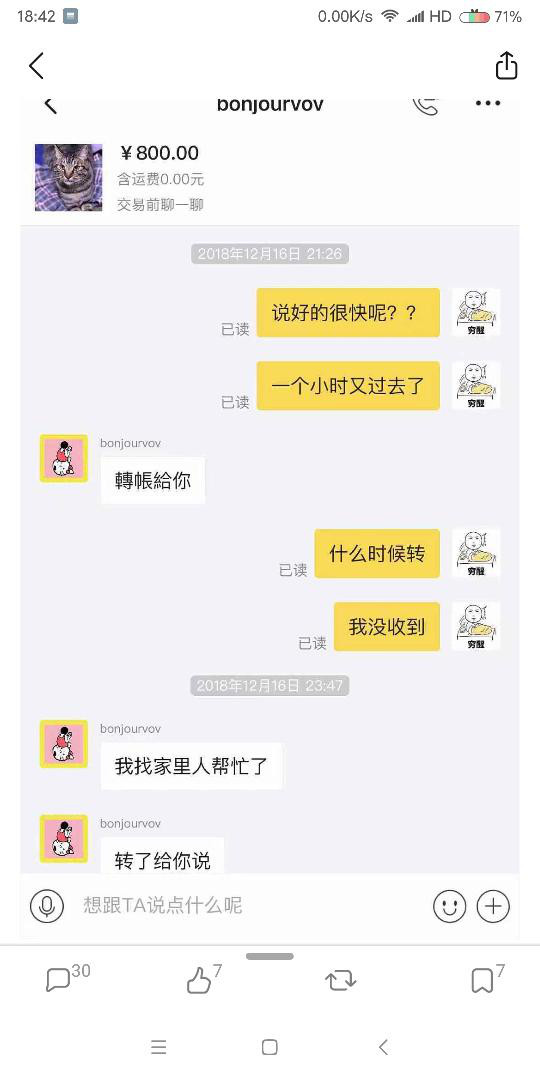 18:42
0.00K/s HD 71%
bonjourvov
￥800.00
含运费0.00元
交易前聊一聊
2018年12月16日 21:26
说好的很快呢？？
已读
穷醒
一个小时又过去了
已读
穷醒
bonjourvov
轉帳給你
什么时候转
已读
穷醒
我没收到
已读
穷醒
2018年12月16日 23:47
bonjourvov
我找家里人帮忙了
bonjourvov
转了给你说
想跟TA说点什么呢
30
7
7